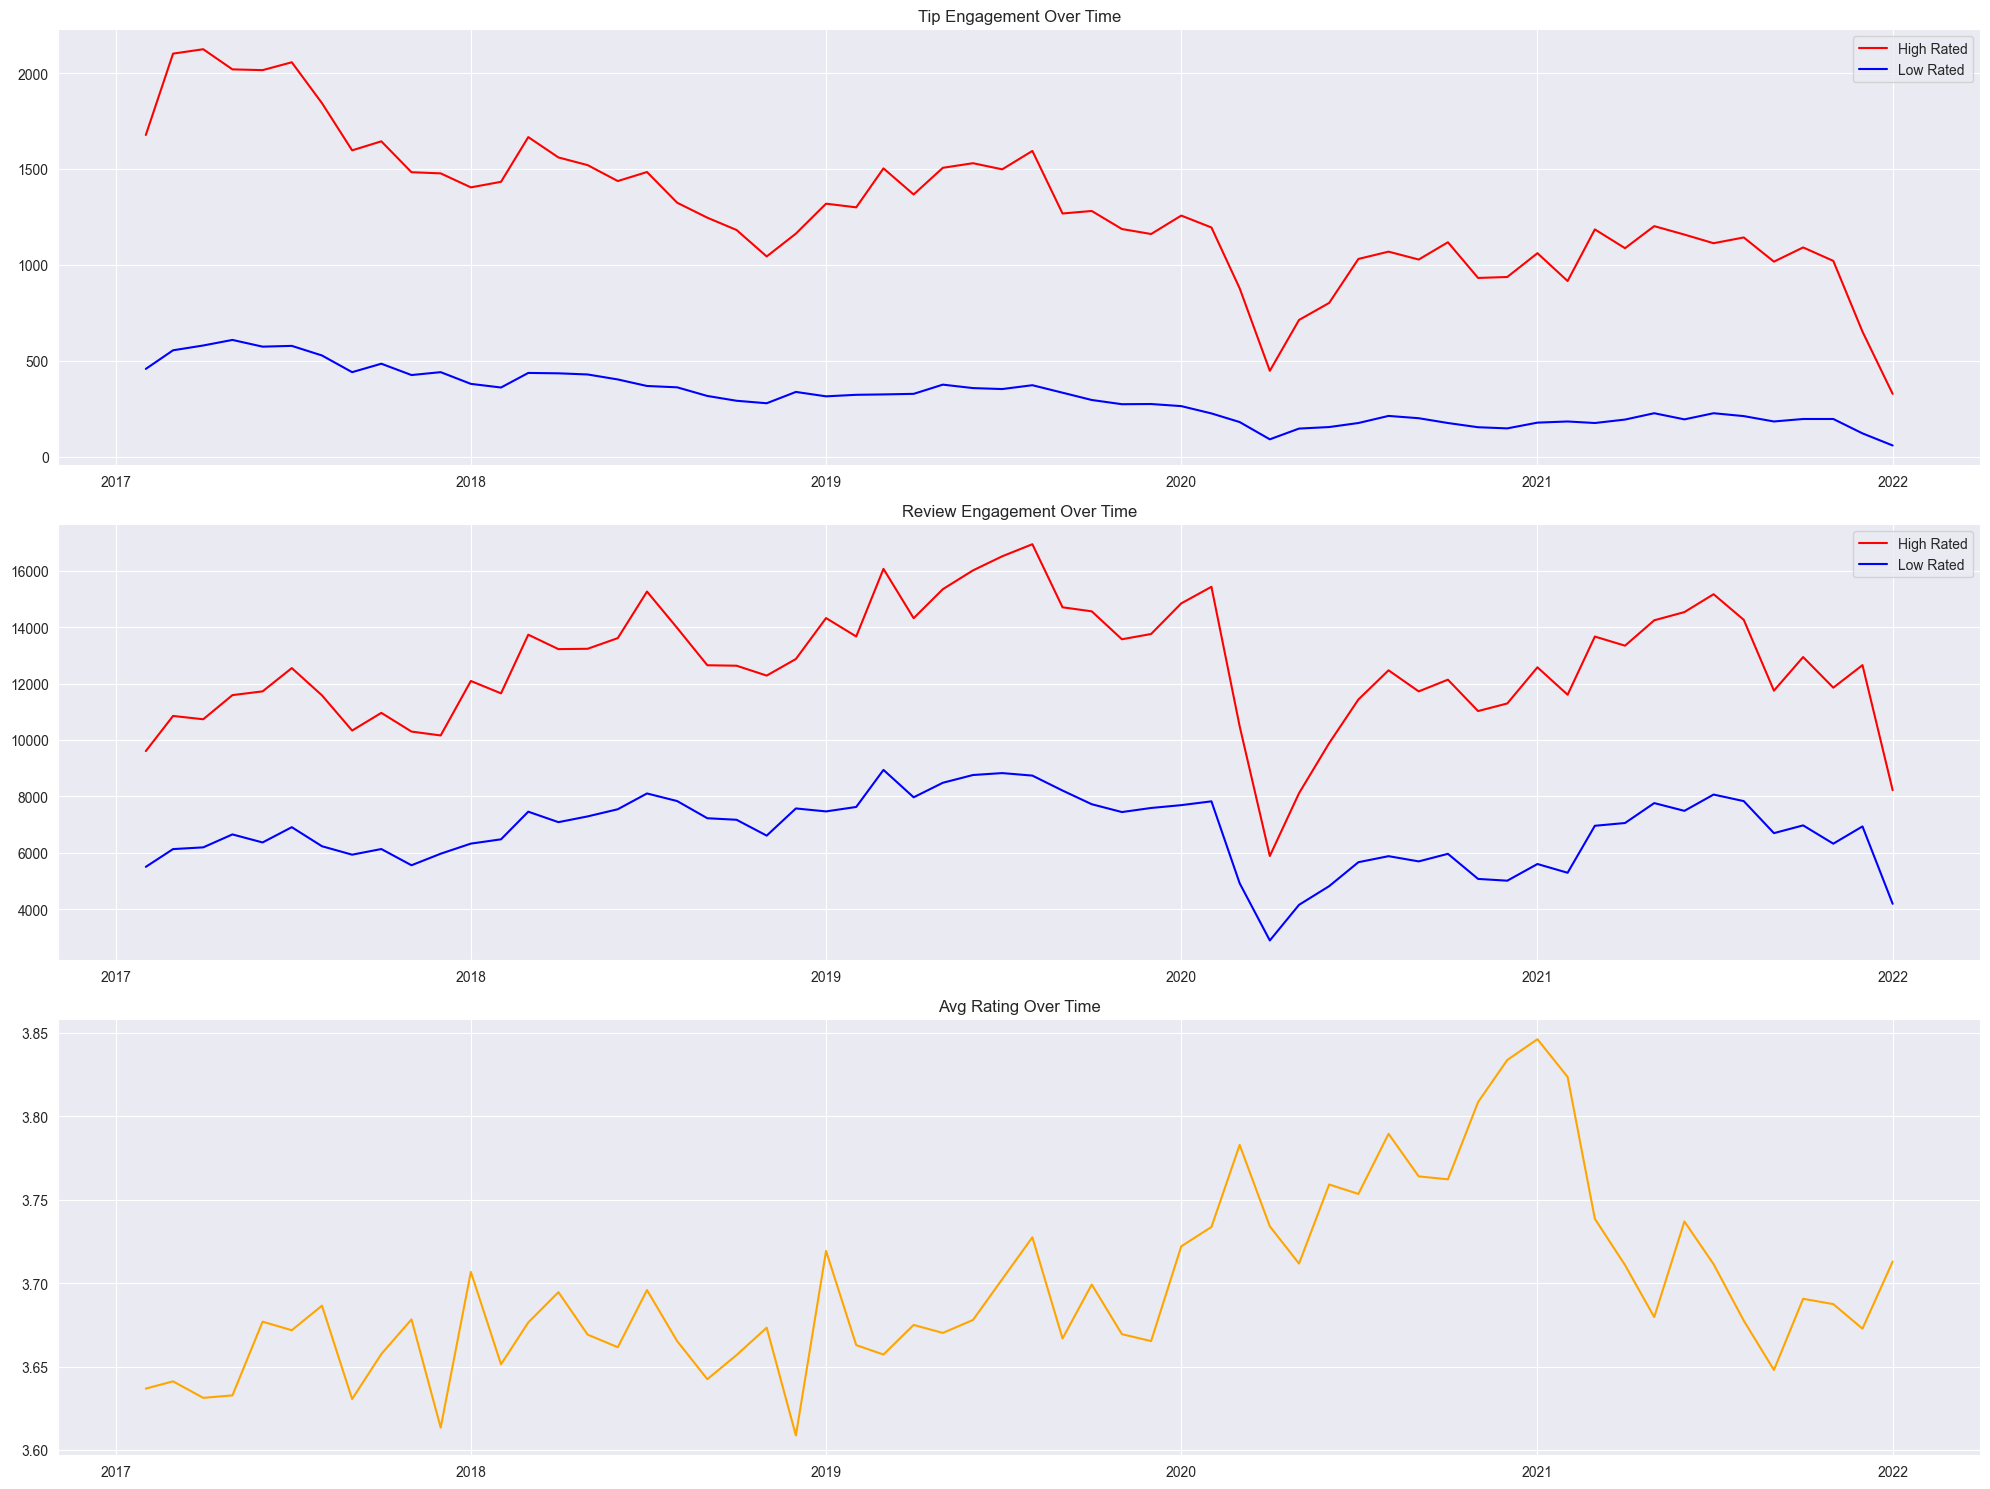 Tip Engagement Over Time
High Rated
Low Rated
2000
1500
1000
500
0
2017 2018 2019 2020 2021 2022
Review Engagement Over Time
High Rated
Low Rated
16000
14000
12000
10000
8000
6000
4000
2017 2018 2019 2020 2021 2022
Avg Rating Over Time
3.85
3.80
3.75
3.70
3.65
3.60
2017 2018 2019 2020 2021 2022